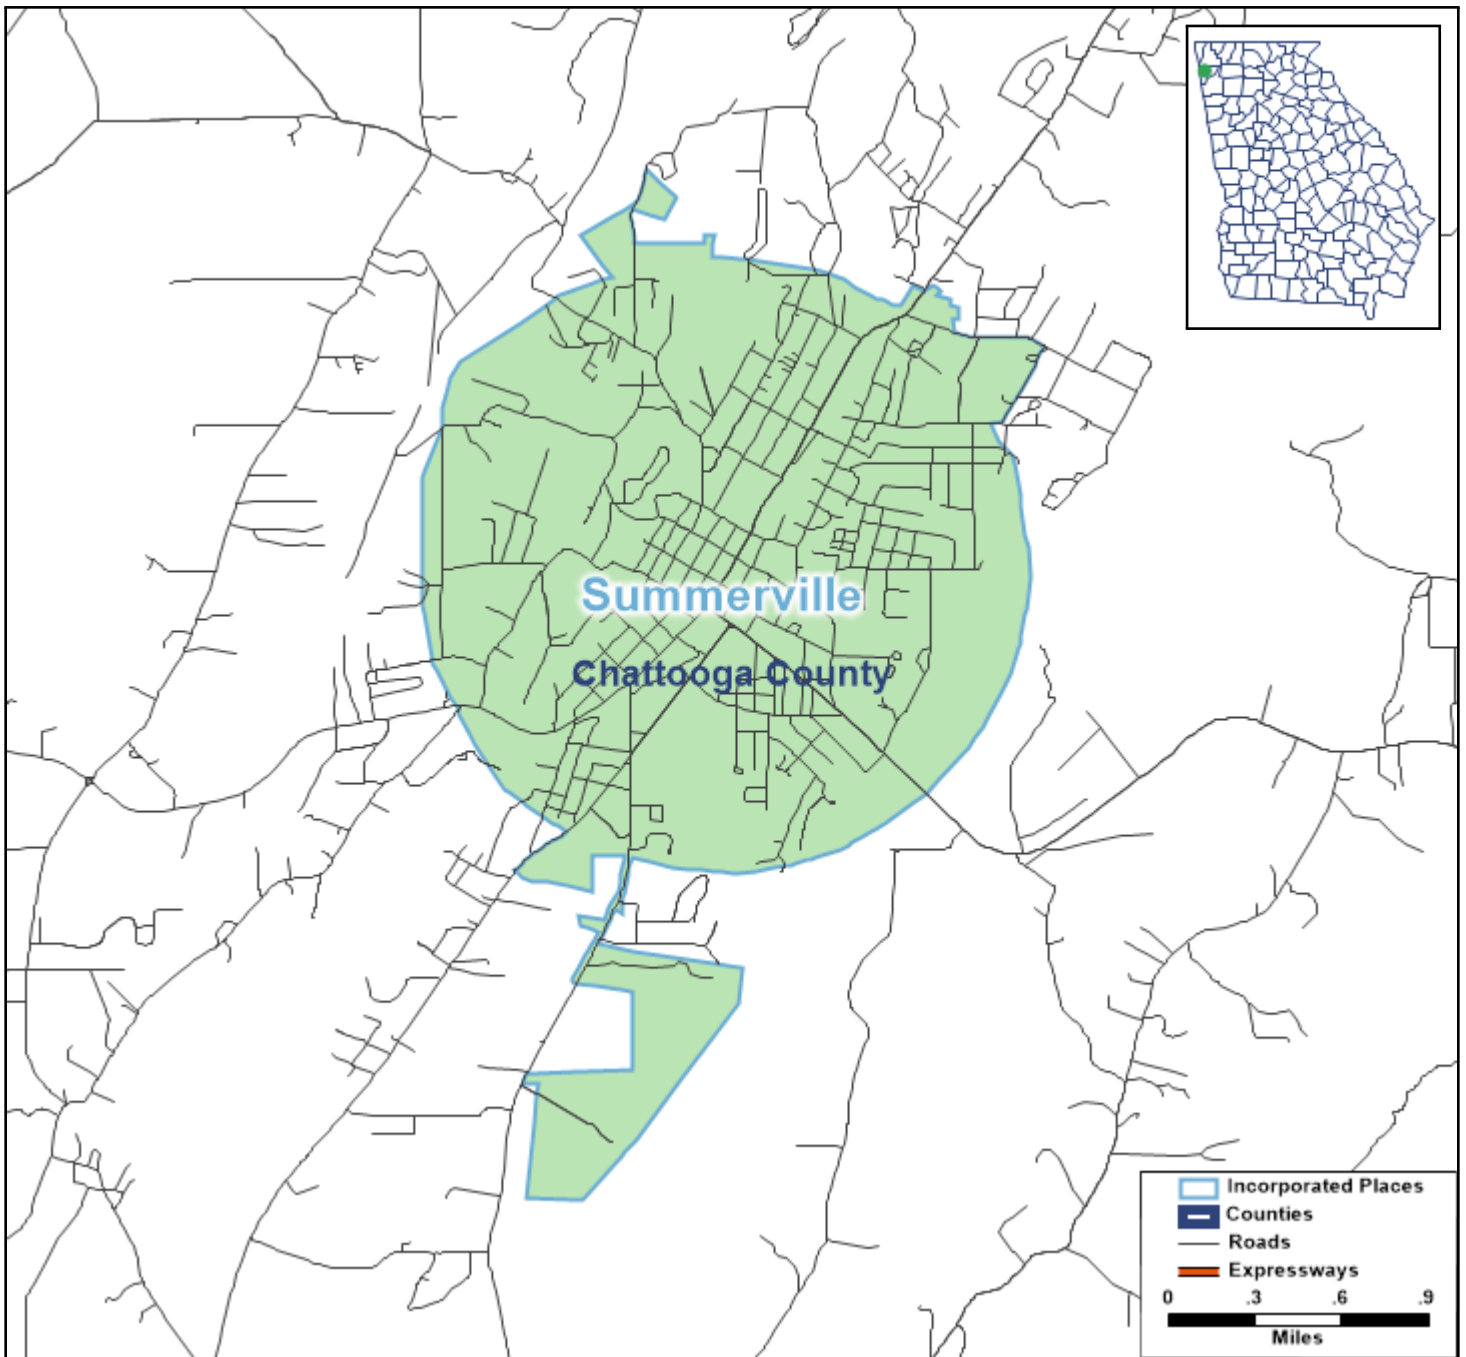 Summerville
Chattooga County
Incorporated Places
Counties
Roads
Expressways
0 .3 .6 .9
Miles